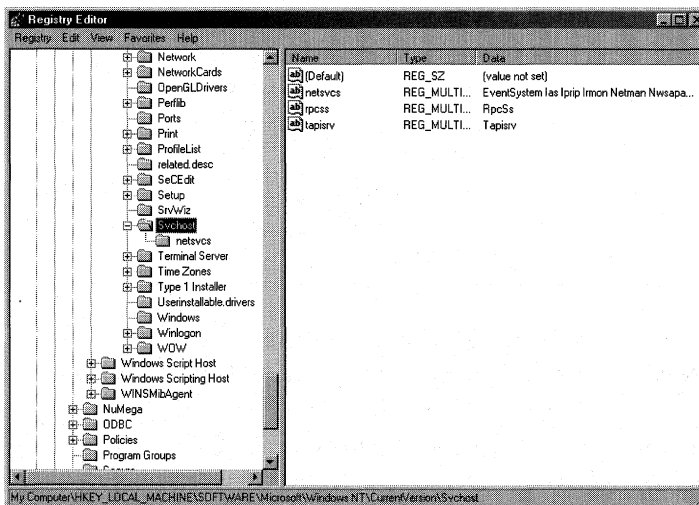 Registry Editor
Registry Edit View Favorites Help
Network
NetworkCards
OpenGLDrivers
Perflib
Ports
Print
ProfileList
related.desc
SeCEdit
Setup
SrvWiz
Svchost
netsvcs
Terminal Server
Time Zones
Type 1 Installer
Userinstallable.drivers
Windows
Winlogon
WOW
Windows Script Host
Windows Scripting Host
WINSMibAgent
NuMega
ODBC
Policies
Program Groups
Secure
Name Type Data
(Default) REG_SZ (value not set)
netsvcs REG_MULTI... EventSystem Ias Iprip Irmon Netman Nwsapa...
rpcss REG_MULTI... RpcSs
tapisrv REG_MULTI... Tapisrv
My Computer\HKEY_LOCAL_MACHINE\SOFTWARE\Microsoft\Windows NT\CurrentVersion\Svchost